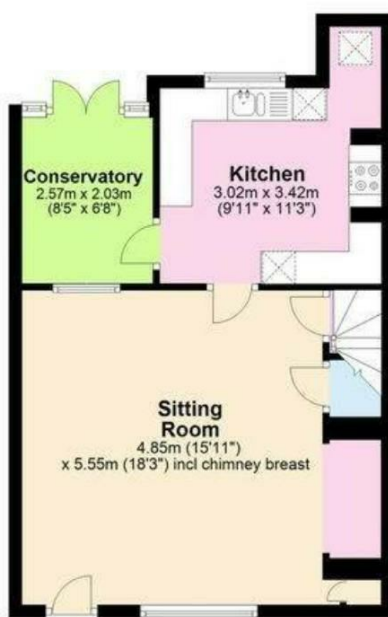 Conservatory
2.57m x 2.03m
(8'5" x 6'8")
Kitchen
3.02m x 3.42m
(9'11" x 11'3")
Sitting
Room
4.85m (15'11")
x 5.55m (18'3") incl chimney breast